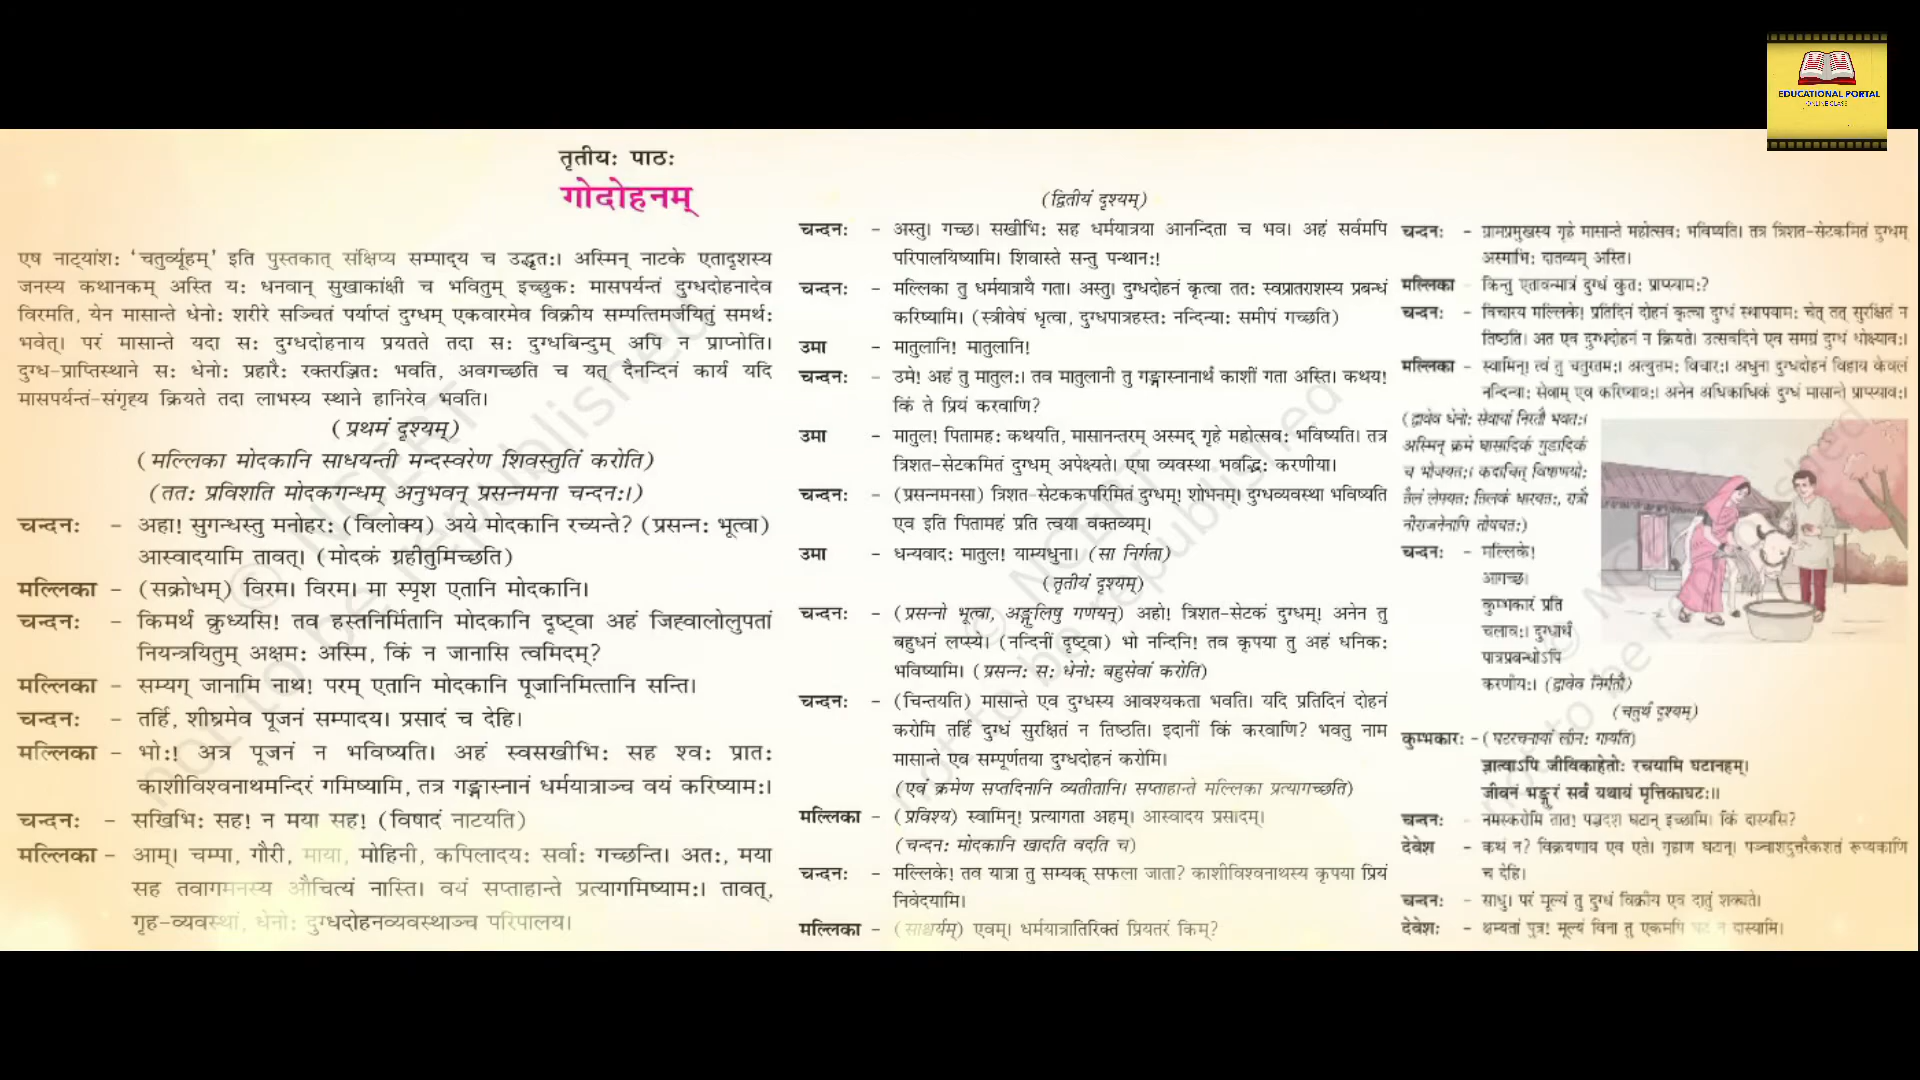 EDUCATIONAL PORTAL
ONLINE CLASS
तृतीयः पाठः
गोदोहनम्
एष नाट्यांशः ‘चतुर्व्यूहम्’ इति पुस्तकात् संक्षिप्य सम्पाद्य च उद्धृतः। अस्मिन् नाटके एतादृशस्य
जनस्य कथानकम् अस्ति यः धनवान् सुखाकांक्षी च भवितुम् इच्छुकः मासपर्यन्तं दुग्धदोहनादेव
विरमति, येन मासान्ते धेनोः शरीरे सञ्चितं पर्याप्तं दुग्धम् एकवारमेव विक्रीय सम्पत्तिमर्जयितुं समर्थः
भवेत्। परं मासान्ते यदा सः दुग्धदोहनाय प्रयतते तदा सः दुग्धबिन्दुम् अपि न प्राप्नोति।
दुग्ध-प्राप्तिस्थाने सः धेनोः प्रहारैः रक्तरञ्जितः भवति, अवगच्छति च यत् दैनन्दिनं कार्यं यदि
मासपर्यन्तं-संगृह्य क्रियते तदा लाभस्य स्थाने हानिरेव भवति।
(प्रथमं दृश्यम्)
(मल्लिका मोदकानि साधयन्ती मन्दस्वरेण शिवस्तुतिं करोति)
(ततः प्रविशति मोदकगन्धम् अनुभवन् प्रसन्नमना चन्दनः।)
चन्दनः - अहा! सुगन्धस्तु मनोहरः (विलोक्य) अये मोदकानि रच्यन्ते? (प्रसन्नः भूत्वा)
आस्वादयामि तावत्। (मोदकं ग्रहीतुमिच्छति)
मल्लिका - (सक्रोधम्) विरम। विरम। मा स्पृश एतानि मोदकानि।
चन्दनः - किमर्थं क्रुध्यसि! तव हस्तनिर्मितानि मोदकानि दृष्ट्वा अहं जिह्वालोलुपतां
नियन्त्रयितुम् अक्षमः अस्मि, किं न जानासि त्वमिदम्?
मल्लिका - सम्यग् जानामि नाथ! परम् एतानि मोदकानि पूजानिमित्तानि सन्ति।
चन्दनः - तर्हि, शीघ्रमेव पूजनं सम्पादय। प्रसादं च देहि।
मल्लिका - भोः! अत्र पूजनं न भविष्यति। अहं स्वसखीभिः सह श्वः प्रातः
काशीविश्वनाथमन्दिरं गमिष्यामि, तत्र गङ्गास्नानं धर्मयात्राञ्च वयं करिष्यामः।
चन्दनः - सखिभिः सह! न मया सह! (विषादं नाटयति)
मल्लिका - आम्। चम्पा, गौरी, माया, मोहिनी, कपिलादयः सर्वाः गच्छन्ति। अतः, मया
सह तवागमनस्य औचित्यं नास्ति। वयं सप्ताहान्ते प्रत्यागमिष्यामः। तावत्,
गृह-व्यवस्थां, धेनोः दुग्धदोहनव्यवस्थाञ्च परिपालय।
(द्वितीयं दृश्यम्)
चन्दनः - अस्तु। गच्छ। सखीभिः सह धर्मयात्रया आनन्दिता च भव। अहं सर्वमपि
परिपालयिष्यामि। शिवास्ते सन्तु पन्थानः!
चन्दनः - मल्लिका तु धर्मयात्रायै गता। अस्तु। दुग्धदोहनं कृत्वा ततः स्वप्रातराशस्य प्रबन्धं
करिष्यामि। (स्त्रीवेषं धृत्वा, दुग्धपात्रहस्तः नन्दिन्याः समीपं गच्छति)
उमा - मातुलानि! मातुलानि!
चन्दनः - उमे! अहं तु मातुलः। तव मातुलानी तु गङ्गास्नानार्थं काशीं गता अस्ति। कथय!
किं ते प्रियं करवाणि?
उमा - मातुल! पितामहः कथयति, मासानन्तरम् अस्मद् गृहे महोत्सवः भविष्यति। तत्र
त्रिशत-सेटकमितं दुग्धम् अपेक्ष्यते। एषा व्यवस्था भवद्भिः करणीया।
चन्दनः - (प्रसन्नमनसा) त्रिशत-सेटककपरिमितं दुग्धम्! शोभनम्। दुग्धव्यवस्था भविष्यति
एव इति पितामहं प्रति त्वया वक्तव्यम्।
उमा - धन्यवादः मातुल! याम्यधुना। (सा निर्गता)
(तृतीयं दृश्यम्)
चन्दनः - (प्रसन्नो भूत्वा, अङ्गुलिषु गणयन्) अहो! त्रिशत-सेटकं दुग्धम्! अनेन तु
बहुधनं लप्स्ये। (नन्दिनीं दृष्ट्वा) भो नन्दिनि! तव कृपया तु अहं धनिकः
भविष्यामि। (प्रसन्नः सः धेनोः बहुसेवां करोति)
चन्दनः - (चिन्तयति) मासान्ते एव दुग्धस्य आवश्यकता भवति। यदि प्रतिदिनं दोहनं
करोमि तर्हि दुग्धं सुरक्षितं न तिष्ठति। इदानीं किं करवाणि? भवतु नाम
मासान्ते एव सम्पूर्णतया दुग्धदोहनं करोमि।
(एवं क्रमेण सप्तदिनानि व्यतीतानि। सप्ताहान्ते मल्लिका प्रत्यागच्छति)
मल्लिका - (प्रविश्य) स्वामिन्! प्रत्यागता अहम्। आस्वादय प्रसादम्।
(चन्दनः मोदकानि खादति वदति च)
चन्दनः - मल्लिके! तव यात्रा तु सम्यक् सफला जाता? काशीविश्वनाथस्य कृपया प्रियं
निवेदयामि।
मल्लिका - (साश्चर्यम्) एवम्। धर्मयात्रातिरिक्तं प्रियतरं किम्?
चन्दनः - ग्रामप्रमुखस्य गृहे मासान्ते महोत्सवः भविष्यति। तत्र त्रिशत-सेटकमितं दुग्धम्
अस्माभिः दातव्यम् अस्ति।
मल्लिका - किन्तु एतावन्मात्रं दुग्धं कुतः प्राप्स्यामः?
चन्दनः - विचारय मल्लिके! प्रतिदिनं दोहनं कृत्वा दुग्धं स्थापयामः चेत् तत् सुरक्षितं न
तिष्ठति। अत एव दुग्धदोहनं न क्रियते। उत्सवदिने एव समग्रं दुग्धं धोक्ष्यावः।
मल्लिका - स्वामिन्! त्वं तु चतुरतमः। अत्युत्तमः विचारः। अधुना दुग्धदोहनं विहाय केवलं
नन्दिन्याः सेवाम् एव करिष्यावः। अनेन अधिकाधिकं दुग्धं मासान्ते प्राप्स्यावः।
(द्वावेव धेनोः सेवायां निरतौ भवतः।
अस्मिन् क्रमे घासादिकं गुडादिकं
च भोजयतः। कदाचित् विषाणयोः
तैलं लेपयतः तिलकं धारयतः, रात्रौ
नीराजनेनापि तोषयतः)
चन्दनः - मल्लिके!
आगच्छ।
कुम्भकारं प्रति
चलावः। दुग्धार्थं
पात्रप्रबन्धोऽपि
करणीयः। (द्वावेव निर्गतौ)
(चतुर्थं दृश्यम्)
कुम्भकारः - (घटरचनायां लीनः गायति)
ज्ञात्वाऽपि जीविकाहेतोः रचयामि घटानहम्।
जीवनं भङ्गुरं सर्वं यथायं मृत्तिकाघटः॥
चन्दनः - नमस्करोमि तात! पञ्चदश घटान् इच्छामि। किं दास्यसि?
देवेश - कथं न? विक्रयणाय एव एते। गृहाण घटान्। पञ्चाशदुत्तरैकशतं रूप्यकाणि
च देहि।
चन्दनः - साधु। परं मूल्यं तु दुग्धं विक्रीय एव दातुं शक्यते।
देवेशः - क्षम्यतां पुत्र! मूल्यं विना तु एकमपि घटं न दास्यामि।